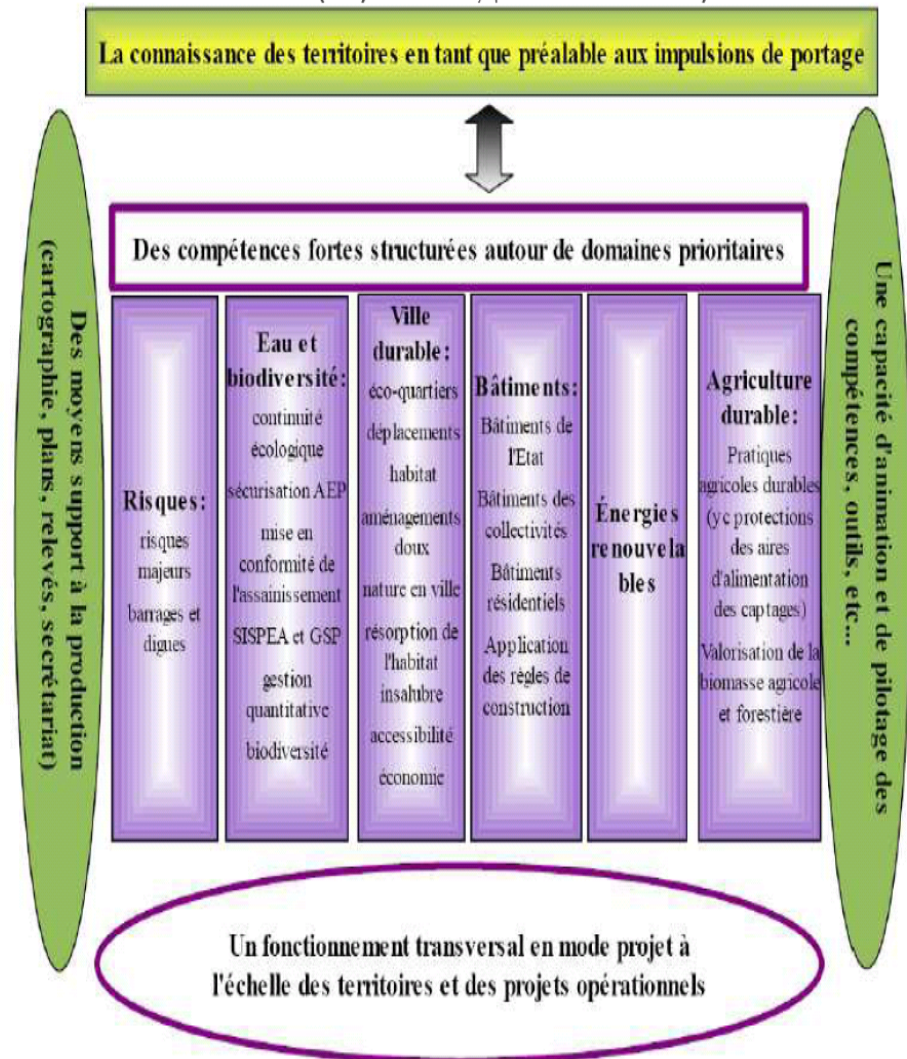 La connaissance des territoires en tant que préalable aux impulsions de portage
Des moyens support à la production
(cartographie, plans, relevés, secrétariat)
Des compétences fortes structurées autour de domaines prioritaires
Risques:
risques
majeurs
barrages et
digues
Eau et
biodiversité:
continuité
écologique
sécurisation AEP
mise en
conformité de
l'assainissement
SISPEA et GSP
gestion
quantitative
biodiversité
Ville
durable:
éco-quartiers
déplacements
habitat
aménagements
doux
nature en ville
résorption de
l'habitat
insalubre
accessibilité
économie
Bâtiments:
Bâtiments de
l'Etat
Bâtiments des
collectivités
Bâtiments
résidentiels
Application
des règles de
construction
Énergies
renouvela
bles
Agriculture
durable:
Pratiques
agricoles durables
(yc protections
des aires
d'alimentation
des captages)
Valorisation de la
biomasse agricole
et forestière
Une capacité d'animation et de pilotage des
compétences, outils, etc...
Un fonctionnement transversal en mode projet à
l'échelle des territoires et des projets opérationnels